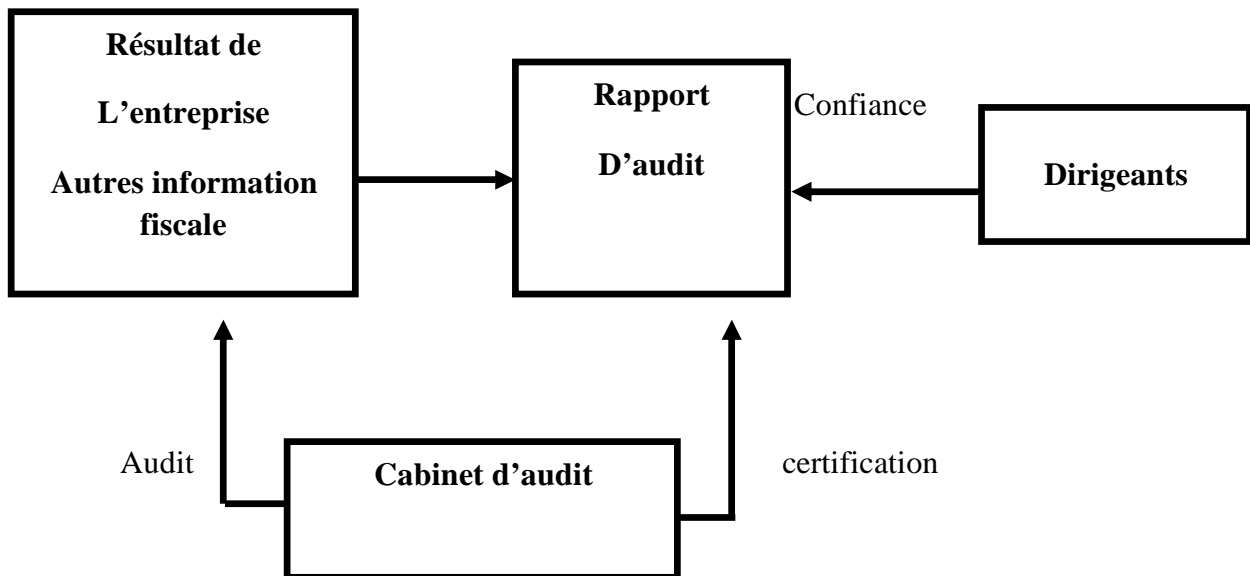 Résultat de
L’entreprise
Autres information
fiscale
Rapport
D’audit
Confiance
Dirigeants
Audit
Cabinet d’audit
certification